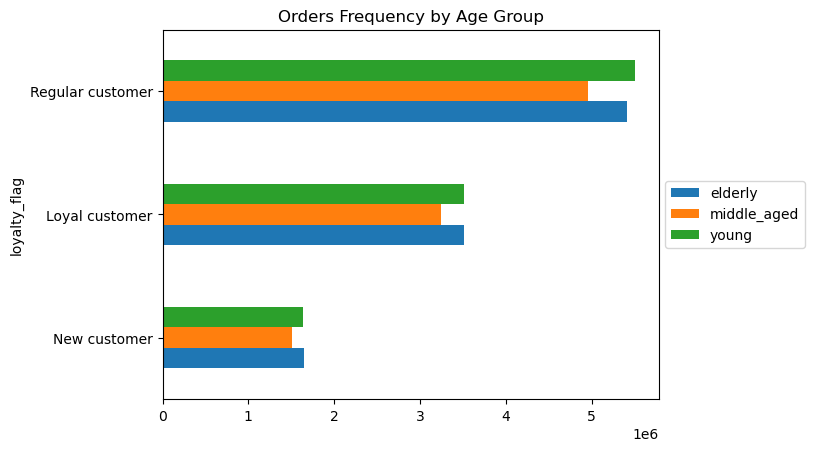 Orders Frequency by Age Group
loyalty_flag
Regular customer
Loyal customer
New customer
0 1 2 3 4 5
1e6
elderly
middle_aged
young